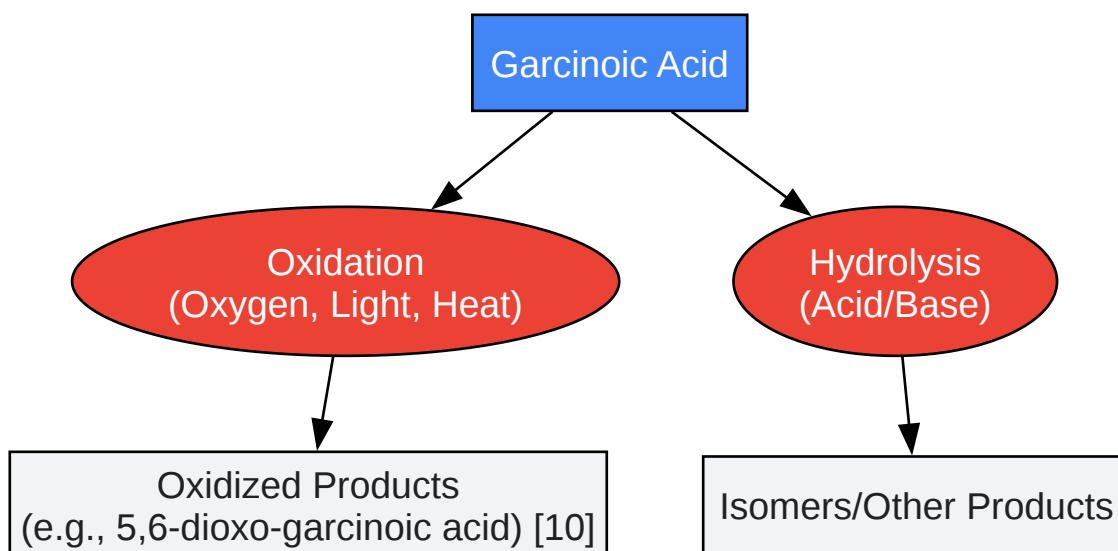 Garcinoic Acid
Oxidation
(Oxygen, Light, Heat)
Hydrolysis
(Acid/Base)
Oxidized Products
(e.g., 5,6-dioxo-garcinoic acid) [10]
Isomers/Other Products